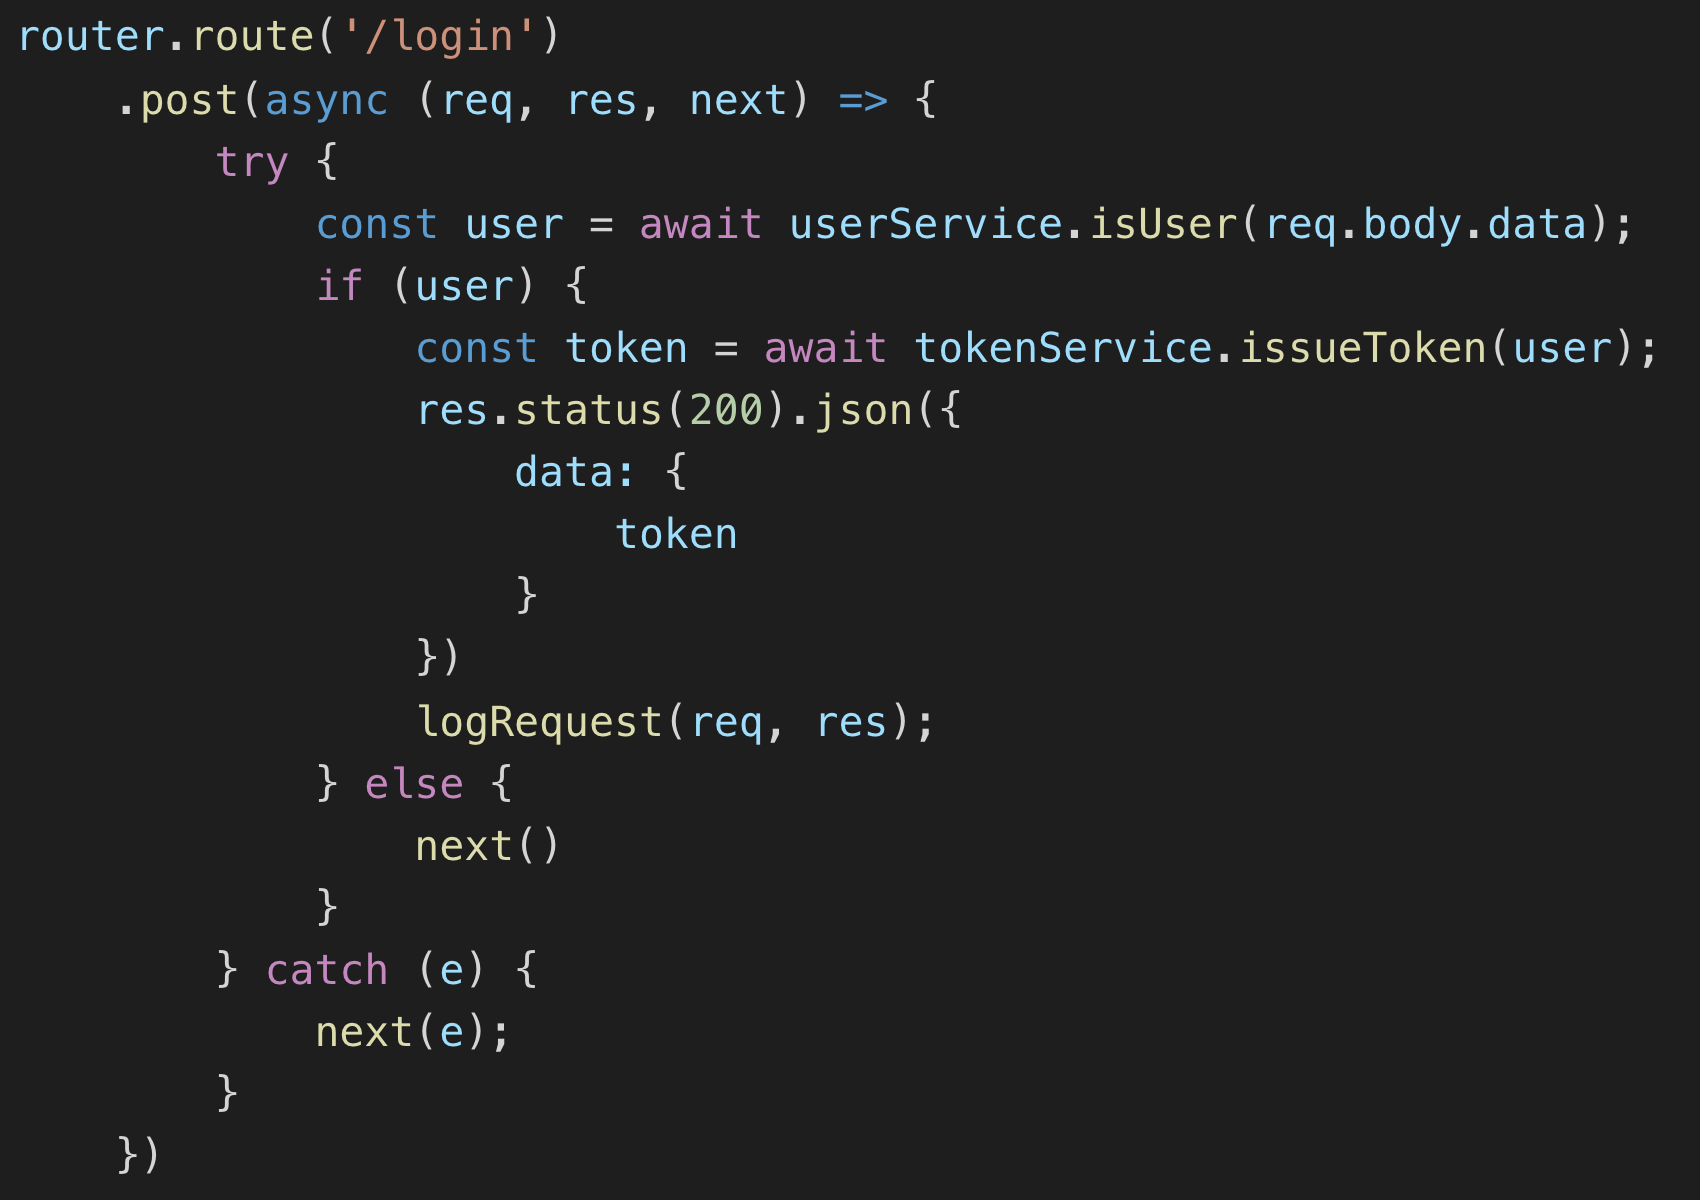 router.route('/login')
    .post(async (req, res, next) => {
        try {
            const user = await userService.isUser(req.body.data);
            if (user) {
                const token = await tokenService.issueToken(user);
                res.status(200).json({
                    data: {
                        token
                    }
                })
                logRequest(req, res);
            } else {
                next()
            }
        } catch (e) {
            next(e);
        }
    })